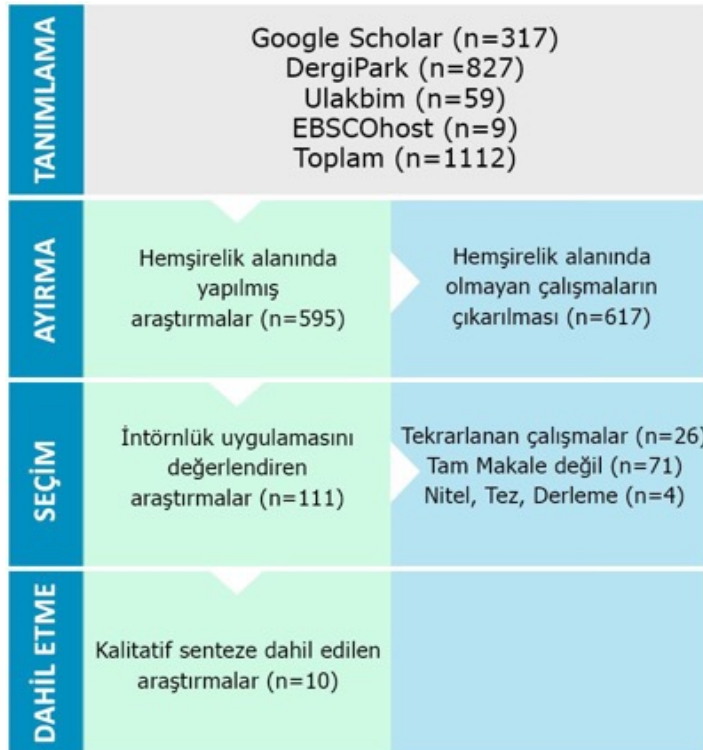 TANIMLAMA
Google Scholar (n=317)
DergiPark (n=827)
Ulakbim (n=59)
EBSCOhost (n=9)
Toplam (n=1112)
AYIRMA
Hemşirelik alanında
yapılmış
araştırmalar (n=595)
Hemşirelik alanında
olmayan çalışmaların
çıkarılması (n=617)
SEÇİM
İntörnlük uygulamasını
değerlendiren
araştırmalar (n=111)
Tekrarlanan çalışmalar (n=26)
Tam Makale değil (n=71)
Nitel, Tez, Derleme (n=4)
DAHİL ETME
Kalitatif senteze dahil edilen
araştırmalar (n=10)